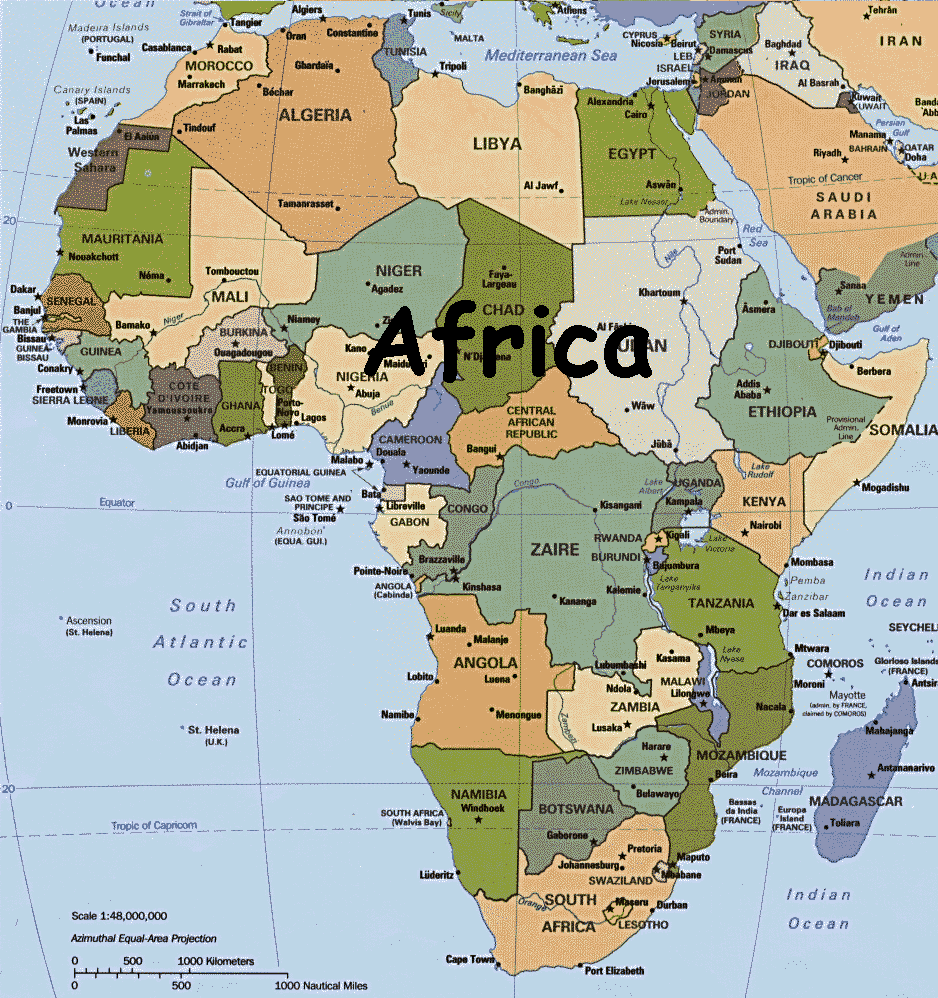 Africa
Ocean
Strait of
Gibraltar
Tangier
Algiers
Oran
Constantine
Tunis
Sicily
Athens
MALTA
Mediterranean Sea
CYPRUS
Nicosia
Beirut
LEB.
SYRIA
Damascus
ISRAEL
Jerusalem
Amman
JORDAN
Baghdad
IRAQ
Al Basrah
Tehrān
IRAN
Kuwait
KUWAIT
Persian
Gulf
Manama
BAHRAIN
QATAR
Doha
Riyadh
Tropic of Cancer
SAUDI
ARABIA
Madeira Islands
(PORTUGAL)
Funchal
Casablanca
Rabat
MOROCCO
Marrakech
Canary Islands
(SPAIN)
Las
Palmas
El Aaiún
Western
Sahara
Tindouf
Béchar
Ghardaïa
ALGERIA
Tamanrasset
TUNISIA
Tripoli
Banghāzī
LIBYA
Al Jawf
Alexandria
Cairo
EGYPT
Aswān
Lake Nasser
Admin.
Boundary
Red
Sea
Port
Sudan
20
MAURITANIA
Nouakchott
Néma
Tombouctou
MALI
Bamako
Niger
NIGER
Agadez
Niamey
Faya-
Largeau
CHAD
N'Djamena
Nile
Khartoum
Wāw
Jūbā
Āsmera
Sanaa
YEMEN
Admin.
Line
Bab el
Mandeb
Gulf of
Aden
DJIBOUTI
Djibouti
Berbera
Addis
Ababa
ETHIOPIA
Provisional
Admin.
Line
SOMALIA
Mogadishu
Dakar
SENEGAL
Banjul
THE
GAMBIA
Bissau
GUINEA
BISSAU
GUINEA
Conakry
Freetown
SIERRA LEONE
Monrovia
LIBERIA
COTE
D'IVOIRE
Yamoussoukro
Abidjan
BURKINA
Ouagadougou
GHANA
Accra
TOGO
Lomé
BENIN
Porto-
Novo
Lagos
Kano
NIGERIA
Abuja
Benue
CAMEROON
Douala
Yaounde
Malabo
EQUATORIAL GUINEA
Gulf of Guinea
Bata
CENTRAL
AFRICAN
REPUBLIC
Bangui
0
Equator
SAO TOME AND
PRINCIPE
São Tomé
Annobon
(EQUA. GUI.)
Libreville
GABON
CONGO
Brazzaville
Pointe-Noire
ANGOLA
(Cabinda)
Kinshasa
Congo
Kisangani
ZAIRE
Kananga
Kalemie
Lubumbashi
Lake
Albert
UGANDA
Kampala
Lake
Rudolf
KENYA
Nairobi
Lake
Victoria
RWANDA
Kigali
BURUNDI
Bujumbura
Lake
Tanganyika
TANZANIA
Mbeya
Mombasa
Pemba
Zanzibar
Dar es Salaam
Mtwara
Indian
Ocean
SEYCHEL
South
Atlantic
Ocean
Ascension
(St. Helena)
St. Helena
(U.K.)
Luanda
Malanje
ANGOLA
Lobito
Luena
Namibe
Menongue
Kasama
Ndola
ZAMBIA
Lusaka
Zambezi
MALAWI
Lilongwe
Lake
Nyasa
COMOROS
Moroni
Mayotte
(admin. by FRANCE,
claimed by COMOROS)
Glorioso Islands
(FRANCE)
Antsir
Nacala
Mahajanga
Antananarivo
MADAGASCAR
Toliara
Harare
ZIMBABWE
Bulawayo
MOZAMBIQUE
Beira
Mozambique
Channel
Bassas
da India
(FRANCE)
Europa
Island
(FRANCE)
20
NAMIBIA
Windhoek
SOUTH AFRICA
(Walvis Bay)
Tropic of Capricorn
Lüderitz
BOTSWANA
Gaborone
Pretoria
Johannesburg
Maputo
Mbabane
SWAZILAND
SOUTH
AFRICA
Orange
Maseru
LESOTHO
Durban
Cape Town
Port Elizabeth
Indian
Ocean
Scale 1:48,000,000
Azimuthal Equal-Area Projection
0 500 1000 Kilometers
0 500 1000 Nautical Miles